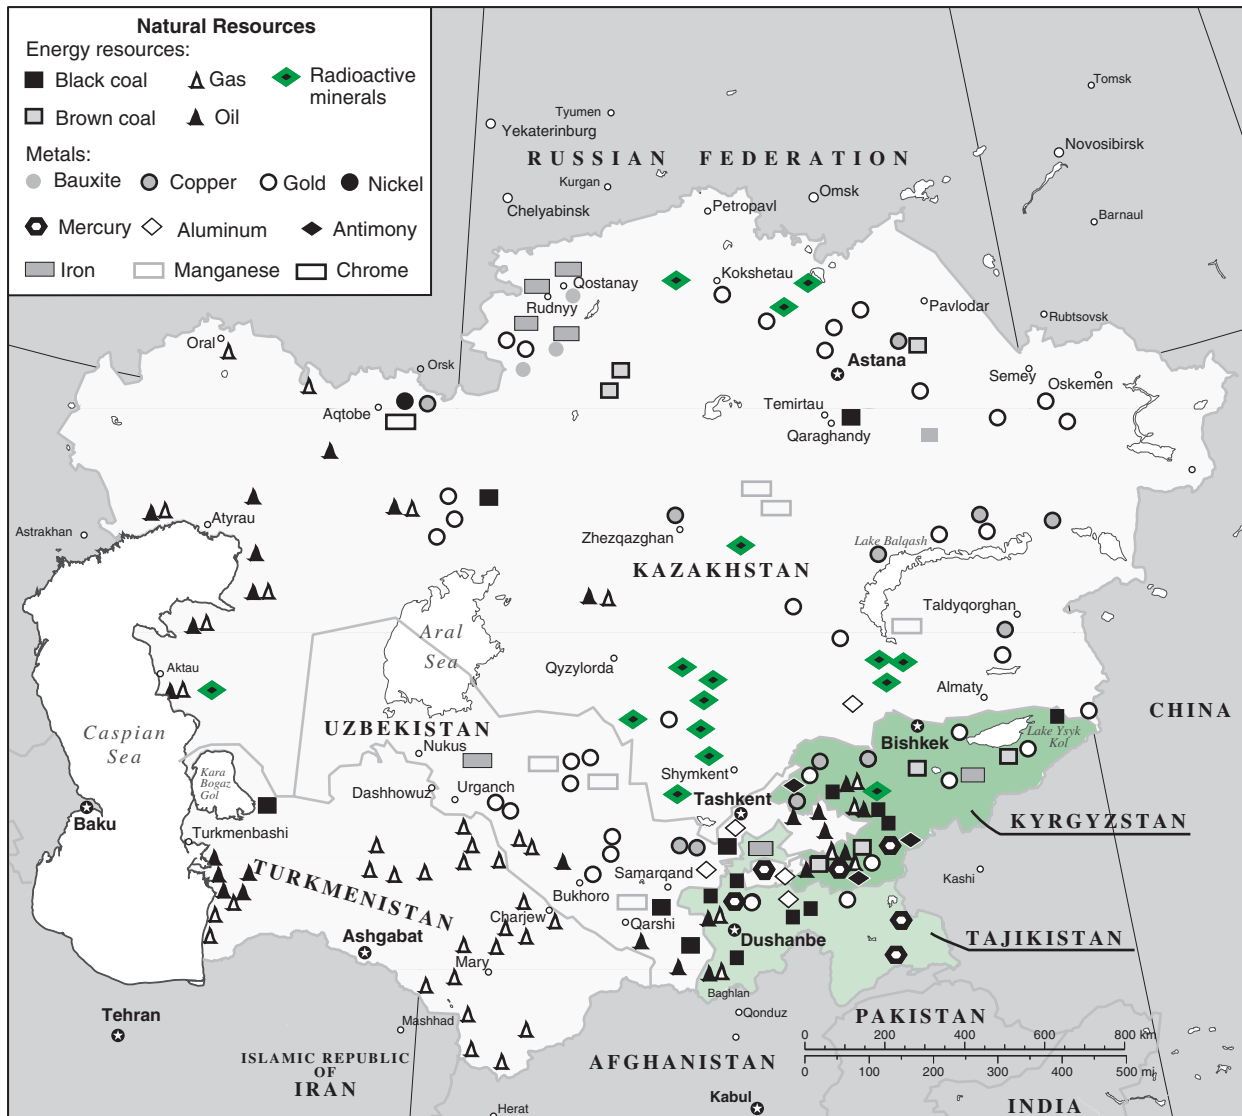 Natural Resources
Energy resources:
Black coal
Gas
Radioactive
minerals
Brown coal
Oil
Metals:
Bauxite
Copper
Gold
Nickel
Mercury
Aluminum
Antimony
Iron
Manganese
Chrome
Tomsk
Tyumen
Yekaterinburg
Novosibirsk
RUSSIAN FEDERATION
Kurgan
Omsk
Chelyabinsk
Petropavl
Barnaul
Kokshetau
Qostanay
Rudnyy
Pavlodar
Rubtsovsk
Oral
Orsk
Astana
Semey
Oskemen
Aqtobe
Temirtau
Qaraghandy
Atyrau
Astrakhan
Zhezqazghan
Lake Balqash
KAZAKHSTAN
Taldyqorghan
Aral
Sea
Qyzylorda
Aktau
Almaty
CHINA
Caspian
Sea
UZBEKISTAN
Nukus
Bishkek
Lake Ysyk
Kol
Kara
Bogaz
Gol
Shymkent
Dashhowuz
Urganch
Tashkent
Baku
KYRGYZSTAN
Turkmenbashi
TURKMENISTAN
Kashi
Samarqand
Bukhoro
Charjew
Qarshi
Ashgabat
Dushanbe
TAJIKISTAN
Mary
Baghlan
Tehran
Mashhad
Qonduz
PAKISTAN
0 200 400 600 800 km
ISLAMIC REPUBLIC
OF
IRAN
AFGHANISTAN
0 100 200 300 400 500 mi
Kabul
INDIA
Herat